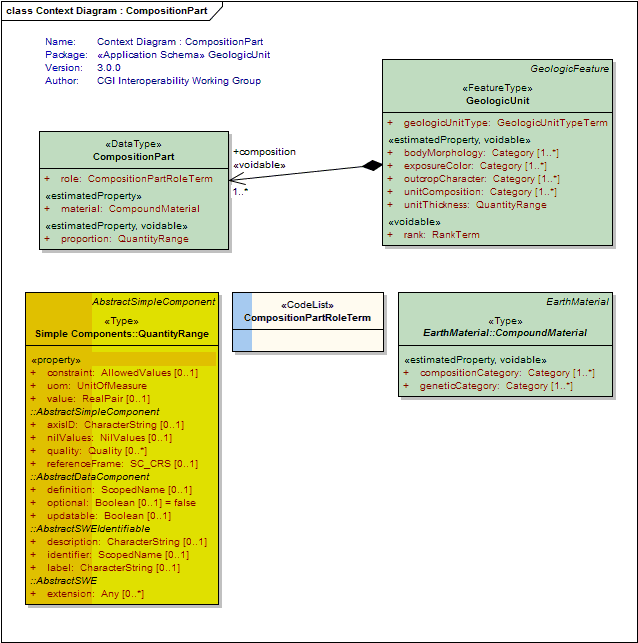 class Context Diagram : CompositionPart
Name: Context Diagram : CompositionPart
Package: «Application Schema» GeologicUnit
Version: 3.0.0
Author: CGI Interoperability Working Group
GeologicFeature
«FeatureType»
GeologicUnit
+ geologicUnitType: GeologicUnitTypeTerm
«estimatedProperty, voidable»
+ bodyMorphology: Category [1..*]
+ exposureColor: Category [1..*]
+ outcropCharacter: Category [1..*]
+ unitComposition: Category [1..*]
+ unitThickness: QuantityRange
«voidable»
+ rank: RankTerm
+composition
«voidable»
1..*
«DataType»
CompositionPart
+ role: CompositionPartRoleTerm
«estimatedProperty»
+ material: CompoundMaterial
«estimatedProperty, voidable»
+ proportion: QuantityRange
AbstractSimpleComponent
«Type»
Simple Components::QuantityRange
«property»
+ constraint: AllowedValues [0..1]
+ uom: UnitOfMeasure
+ value: RealPair [0..1]
::AbstractSimpleComponent
+ axisID: CharacterString [0..1]
+ nilValues: NilValues [0..1]
+ quality: Quality [0..*]
+ referenceFrame: SC_CRS [0..1]
::AbstractDataComponent
+ definition: ScopedName [0..1]
+ optional: Boolean [0..1] = false
+ updatable: Boolean [0..1]
::AbstractSWEIdentifiable
+ description: CharacterString [0..1]
+ identifier: ScopedName [0..1]
+ label: CharacterString [0..1]
::AbstractSWE
+ extension: Any [0..*]
«CodeList»
CompositionPartRoleTerm
EarthMaterial
«Type»
EarthMaterial::CompoundMaterial
«estimatedProperty, voidable»
+ compositionCategory: Category [1..*]
+ geneticCategory: Category [1..*]